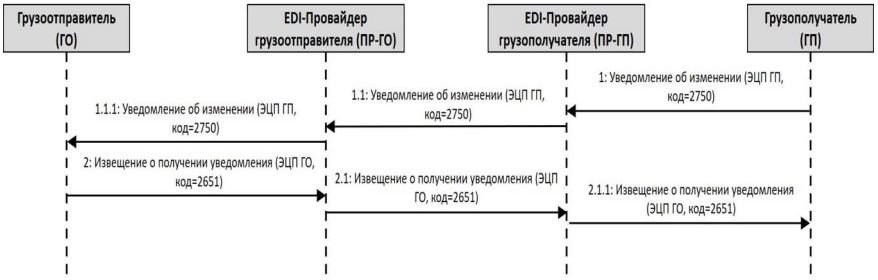 Грузоотправитель
(ГО)
EDI-Провайдер
грузоотправителя (ПР-ГО)
EDI-Провайдер
грузополучателя (ПР-ГП)
Грузополучатель
(ГП)
1: Уведомление об изменении (ЭЦП ГП,
код=2750)
1.1: Уведомление об изменении (ЭЦП ГП,
код=2750)
1.1.1: Уведомление об изменении (ЭЦП ГП,
код=2750)
2: Извещение о получении уведомления (ЭЦП ГО,
код=2651)
2.1: Извещение о получении уведомления (ЭЦП
ГО, код=2651)
2.1.1: Извещение о получении уведомления
(ЭЦП ГО, код=2651)